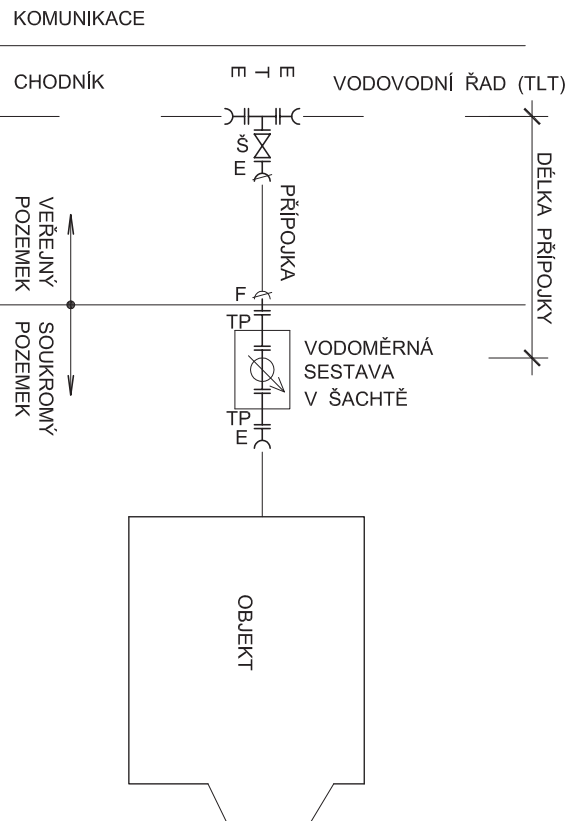 KOMUNIKACE
CHODNÍK
E T E
VODOVODNÍ ŘAD (TLT)
Š
E
DÉLKA PŘÍPOJKY
PŘÍPOJKA
VEŘEJNÝ
POZEMEK
F
TP
SOUKROMÝ
POZEMEK
VODOMĚRNÁ
SESTAVA
V ŠACHTĚ
TP
E
OBJEKT